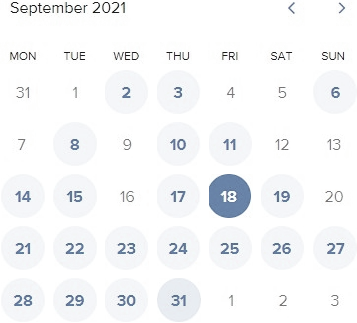 September 2021
MON TUE WED THU FRI SAT SUN
31 1 2 3 4 5 6
7 8 9 10 11 12 13
14 15 16 17 18 19 20
21 22 23 24 25 26 27
28 29 30 31 1 2 3